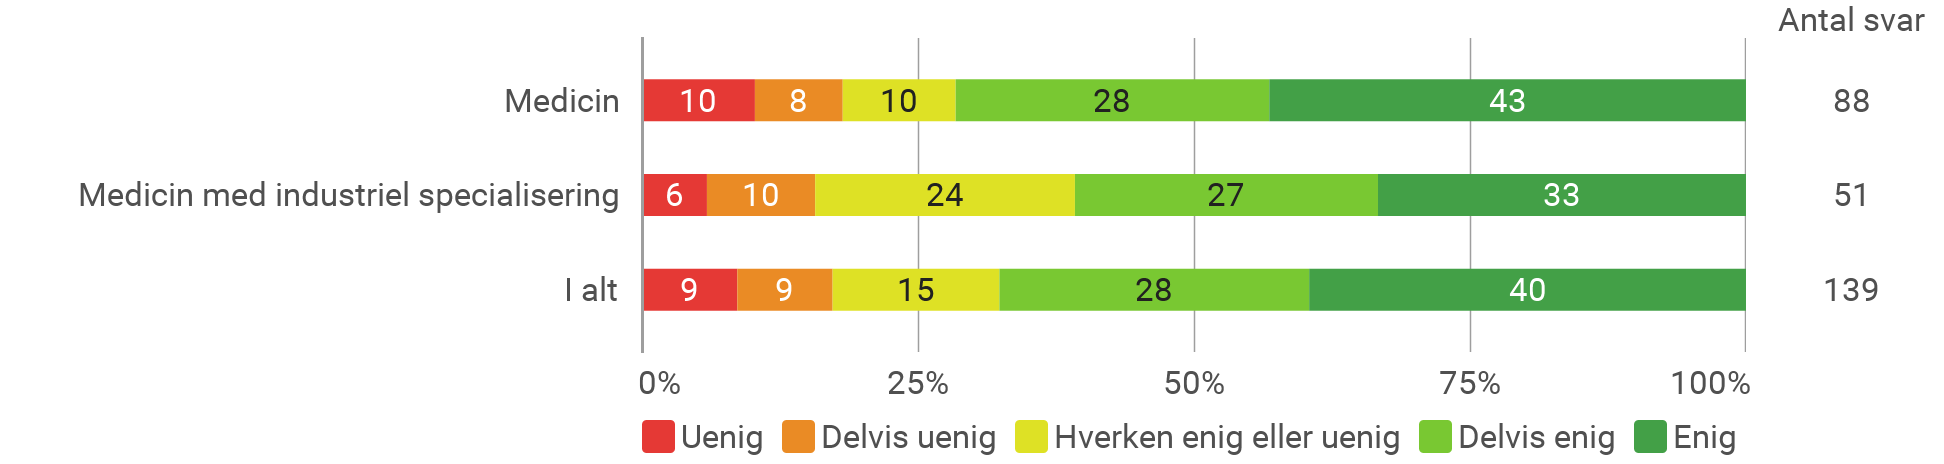 Antal svar
Medicin 10 8 10 28 43 88
Medicin med industriel specialisering 6 10 24 27 33 51
I alt 9 9 15 28 40 139
0% 25% 50% 75% 100%
Uenig Delvis uenig Hverken enig eller uenig Delvis enig Enig